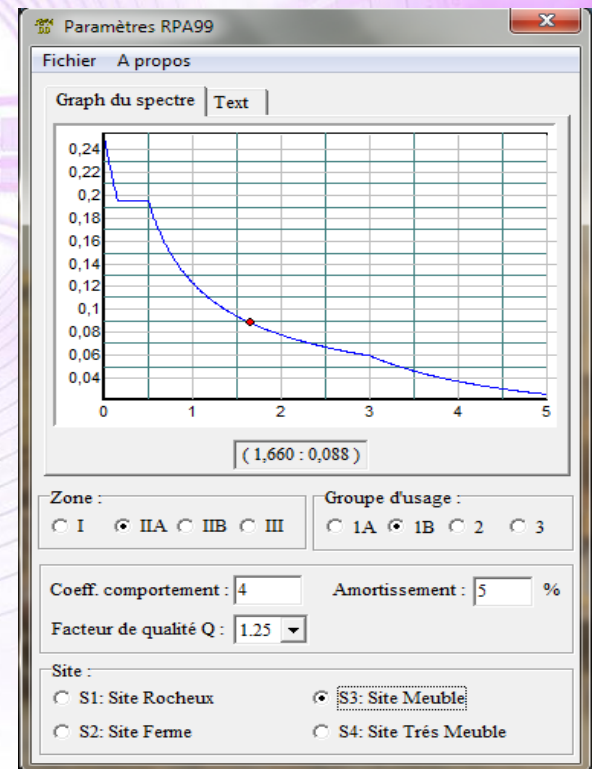 Paramètres RPA99
Fichier A propos
Graph du spectre Text
0,24
0,22
0,2
0,18
0,16
0,14
0,12
0,1
0,08
0,06
0,04
0 1 2 3 4 5
( 1,660 : 0,088 )
Zone : Groupe d'usage :
I IIA IIB III 1A 1B 2 3
Coeff. comportement : 4 Amortissement : 5 %
Facteur de qualité Q : 1.25
Site :
S1: Site Rocheux S3: Site Meuble
S2: Site Ferme S4: Site Trés Meuble